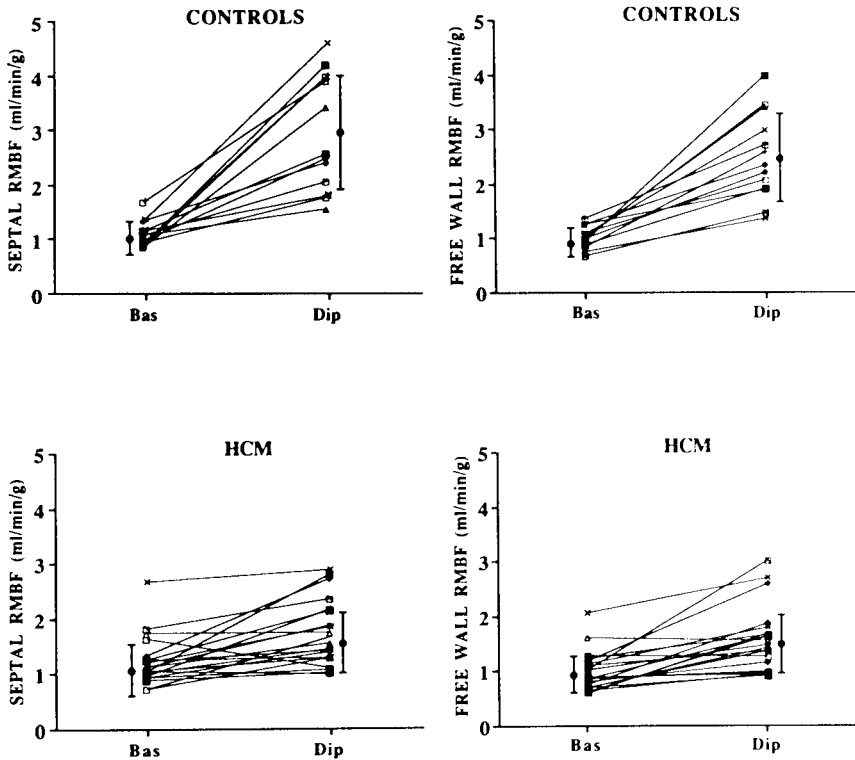 CONTROLS
SEPTAL RMBF (ml/min/g)
5
4
3
2
1
0
Bas Dip
CONTROLS
FREE WALL RMBF (ml/min/g)
5
4
3
2
1
0
Bas Dip
HCM
SEPTAL RMBF (ml/min/g)
5
4
3
2
1
0
Bas Dip
HCM
FREE WALL RMBF (ml/min/g)
5
4
3
2
1
0
Bas Dip